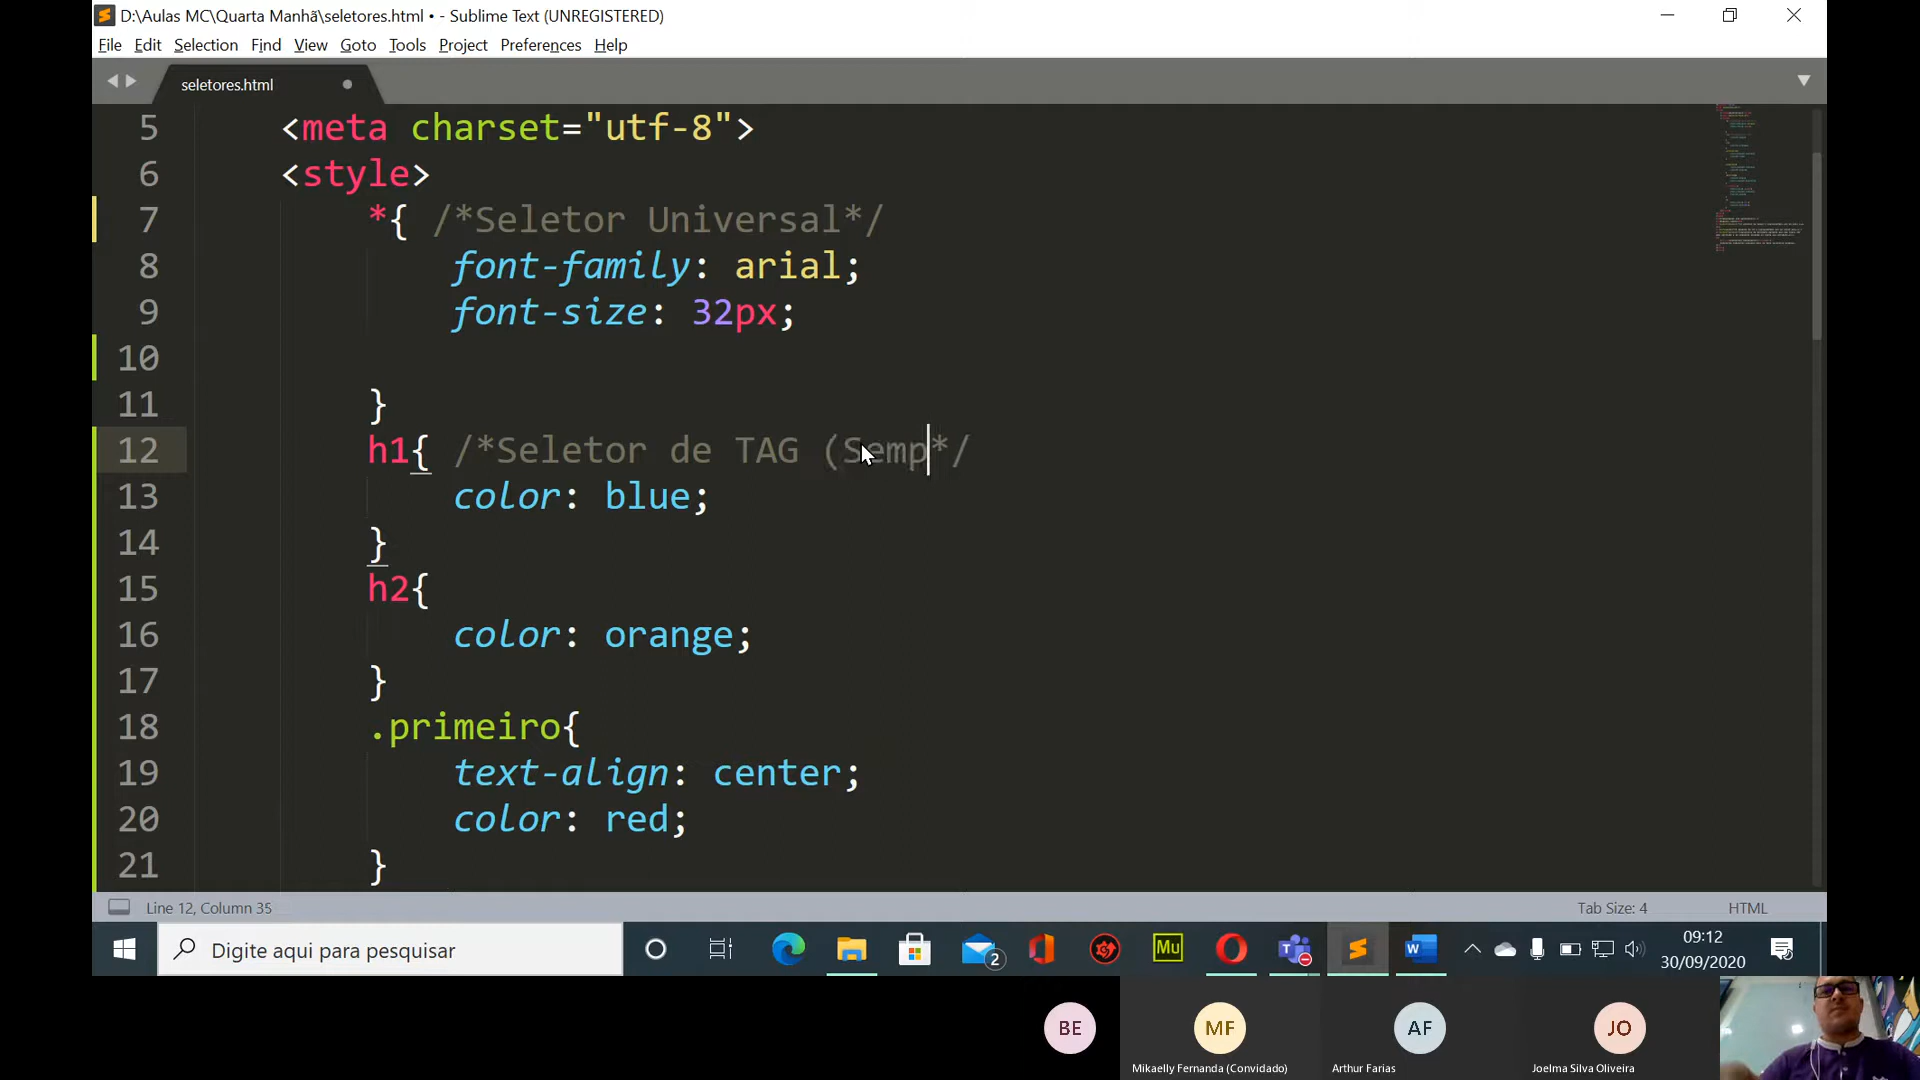 D:\Aulas MC\Quarta Manhã\seletores.html • - Sublime Text (UNREGISTERED)
File Edit Selection Find View Goto Tools Project Preferences Help
seletores.html
5 <meta charset="utf-8">
6 <style>
7 *{ /*Seletor Universal*/
8 font-family: arial;
9 font-size: 32px;
10
11 }
12 h1{ /*Seletor de TAG (Semp*/
13 color: blue;
14 }
15 h2{
16 color: orange;
17 }
18 .primeiro{
19 text-align: center;
20 color: red;
21 }
Line 12, Column 35 Tab Size: 4 HTML
Digite aqui para pesquisar
2
Mu
09:12
30/09/2020
BE MF AF JO
Mikaelly Fernanda (Convidado) Arthur Farias Joelma Silva Oliveira